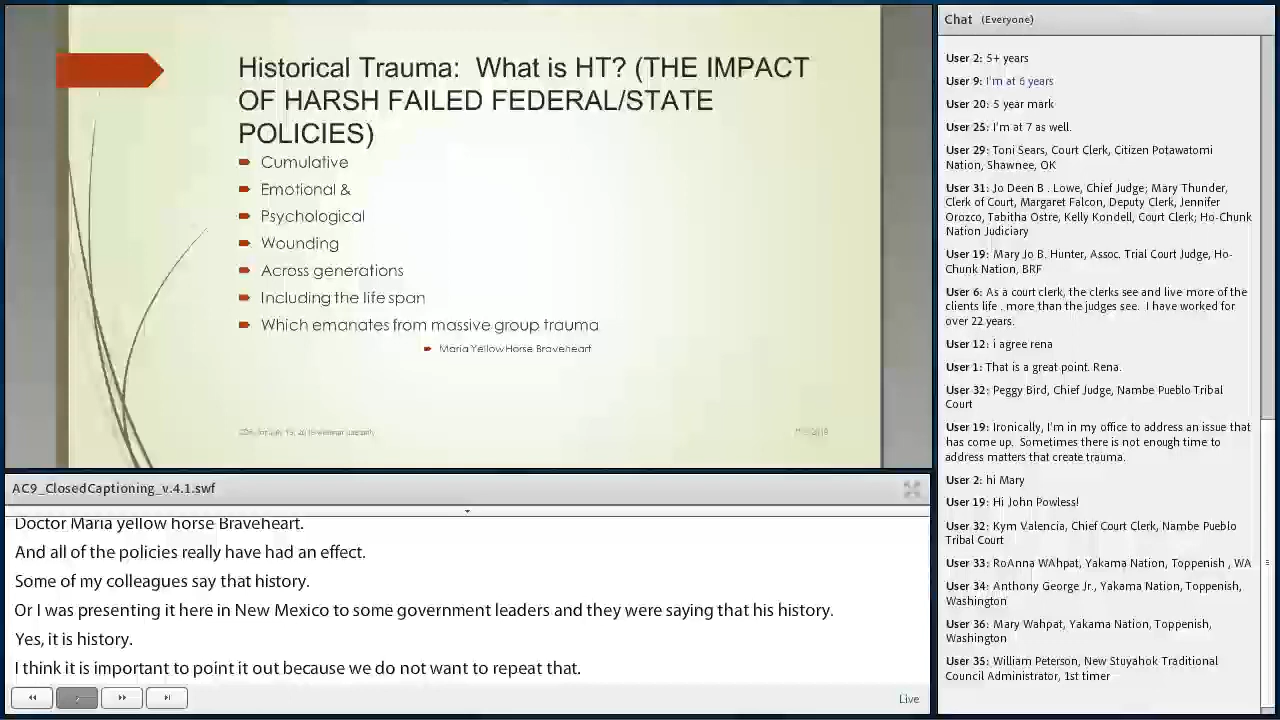 Historical Trauma: What is HT? (THE IMPACT
OF HARSH FAILED FEDERAL/STATE
POLICIES)
Cumulative
Emotional &
Psychological
Wounding
Across generations
Including the life span
Which emanates from massive group trauma
Maria YellowHorse Braveheart
AC9_ClosedCaptioning_v.4.1.swf
Doctor Maria yellow horse Braveheart.
And all of the policies really have had an effect.
Some of my colleagues say that history.
Or I was presenting it here in New Mexico to some government leaders and they were saying that his history.
Yes, it is history.
I think it is important to point it out because we do not want to repeat that.
Live
Chat (Everyone)
User 2: 5+ years
User 9: I'm at 6 years
User 20: 5 year mark
User 25: I'm at 7 as well.
User 29: Toni Sears, Court Clerk, Citizen Potawatomi
Nation, Shawnee, OK
User 31: Jo Deen B . Lowe, Chief Judge; Mary Thunder,
Clerk of Court, Margaret Falcon, Deputy Clerk, Jennifer
Orozco, Tabitha Ostre, Kelly Kondell, Court Clerk; Ho-Chunk
Nation Judiciary
User 19: Mary Jo B. Hunter, Assoc. Trial Court Judge, Ho-
Chunk Nation, BRF
User 6: As a court clerk, the clerks see and live more of the
clients life . more than the judges see. I have worked for
over 22 years.
User 12: i agree rena
User 1: That is a great point. Rena.
User 32: Peggy Bird, Chief Judge, Nambe Pueblo Tribal
Court
User 19: Ironically, I'm in my office to address an issue that
has come up. Sometimes there is not enough time to
address matters that create trauma.
User 2: hi Mary
User 19: Hi John Powless!
User 32: Kym Valencia, Chief Court Clerk, Nambe Pueblo
Tribal Court
User 33: RoAnna WAhpat, Yakama Nation, Toppenish , WA
User 34: Anthony George Jr., Yakama Nation, Toppenish,
Washington
User 36: Mary Wahpat, Yakama Nation, Toppenish,
Washington
User 35: William Peterson, New Stuyahok Traditional
Council Administrator, 1st timer